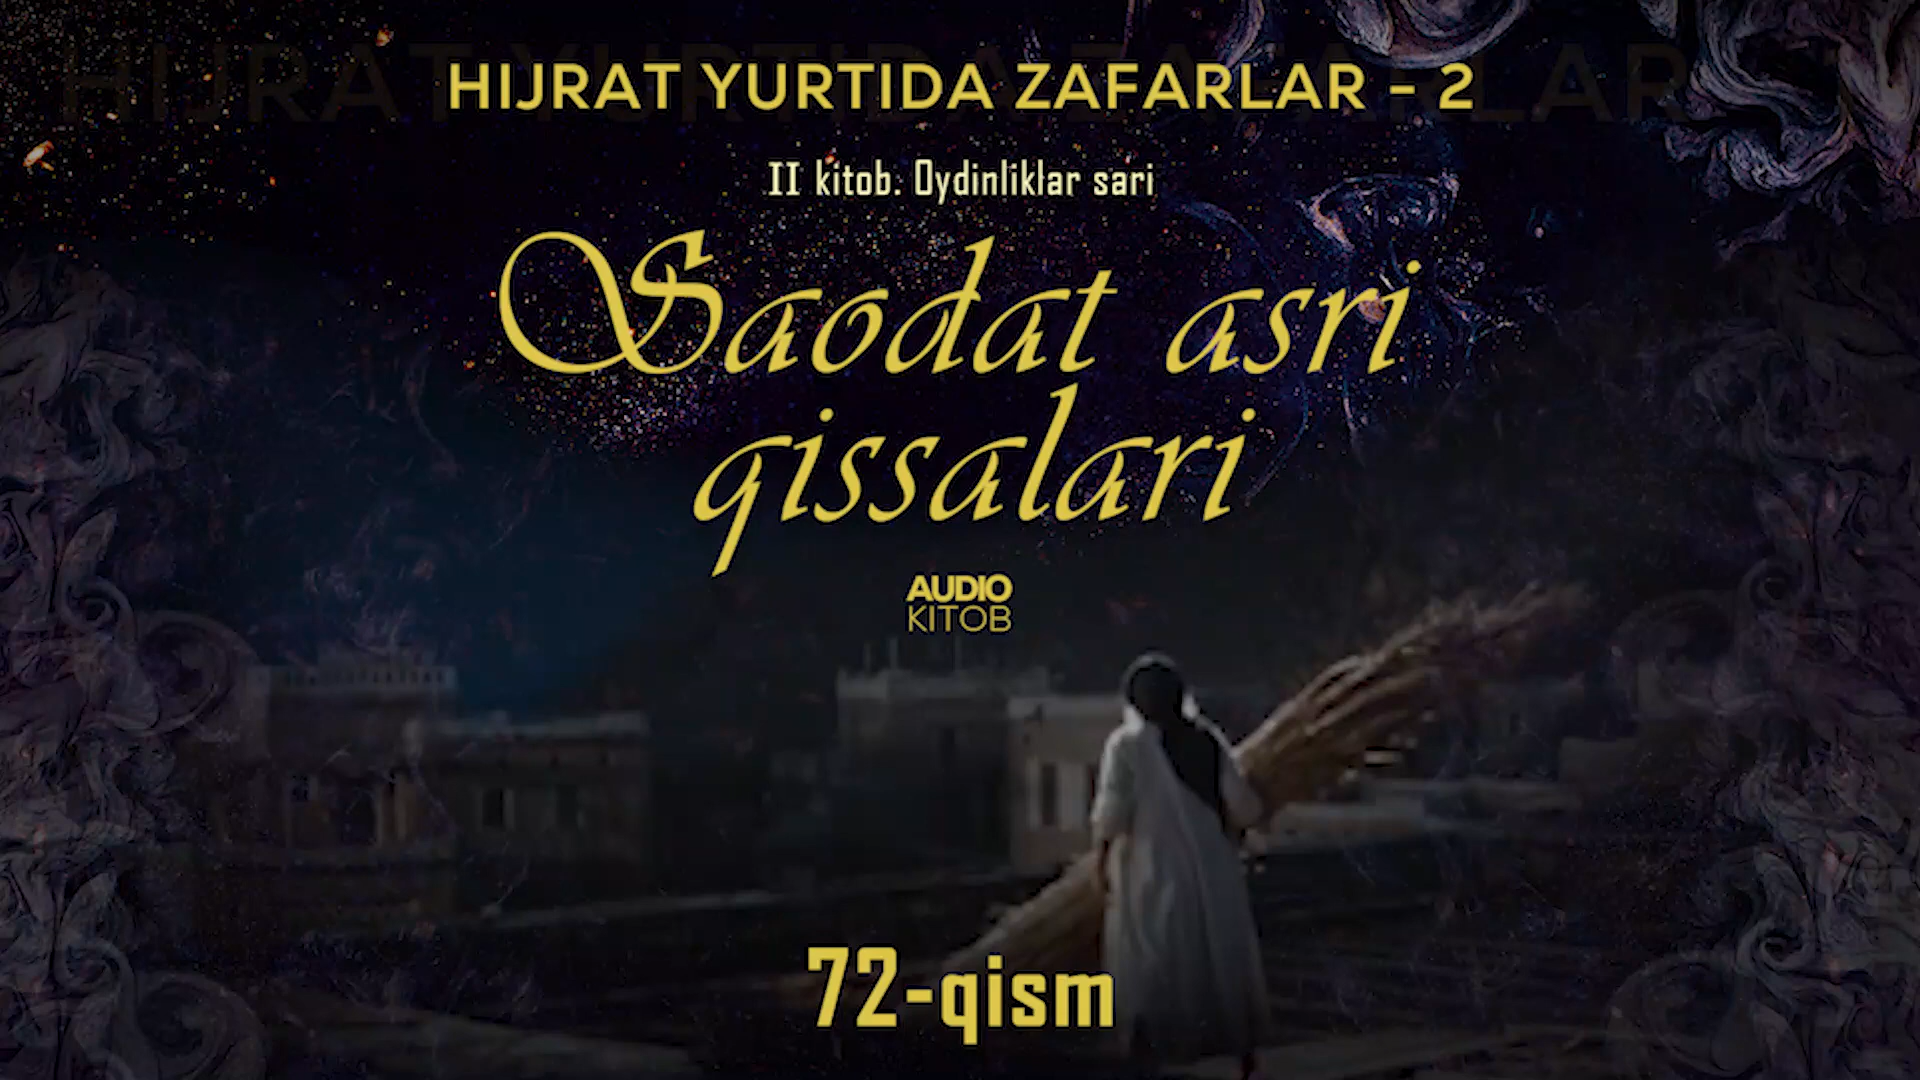 HIJRAT YURTIDA ZAFARLAR - 2
II kitob. Oydinliklar sari
Saodat asri
qissalari
AUDIO
KITOB
72-qism